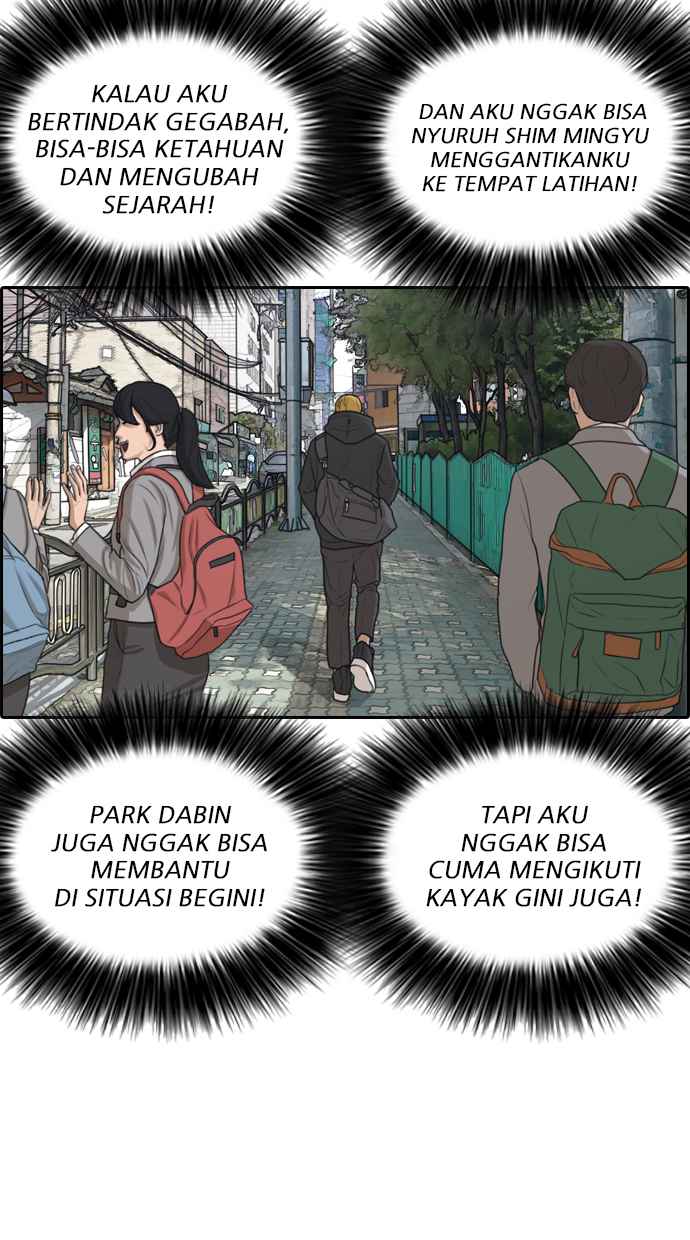 KALAU AKU
BERTINDAK GEGABAH,
BISA-BISA KETAHUAN
DAN MENGUBAH
SEJARAH!
DAN AKU NGGAK BISA
NYURUH SHIM MINGYU
MENGGANTIKANKU
KE TEMPAT LATIHAN!
PARK DABIN
JUGA NGGAK BISA
MEMBANTU
DI SITUASI BEGINI!
TAPI AKU
NGGAK BISA
CUMA MENGIKUTI
KAYAK GINI JUGA!